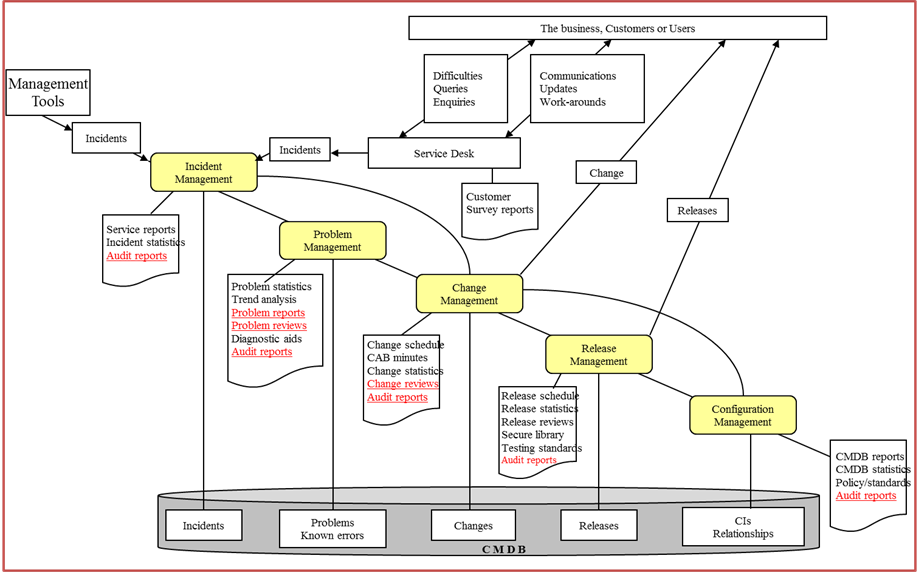 The business, Customers or Users
Difficulties
Queries
Enquiries
Communications
Updates
Work-arounds
Management
Tools
Incidents
Incidents
Service Desk
Incident
Management
Change
Customer
Survey reports
Releases
Service reports
Incident statistics
Audit reports
Problem
Management
Problem statistics
Trend analysis
Problem reports
Problem reviews
Diagnostic aids
Audit reports
Change
Management
Change schedule
CAB minutes
Change statistics
Change reviews
Audit reports
Release
Management
Release schedule
Release statistics
Release reviews
Secure library
Testing standards
Audit reports
Configuration
Management
CMDB reports
CMDB statistics
Policy/standards
Audit reports
Incidents
Problems
Known errors
Changes
Releases
CIs
Relationships
CMDB